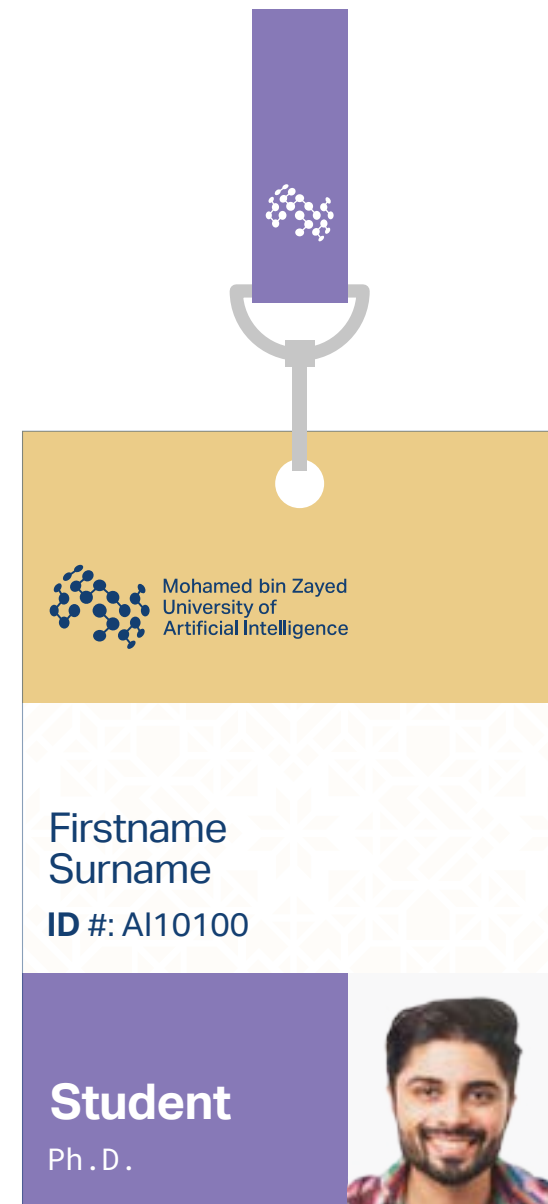 Mohamed bin Zayed
University of
Artificial Intelligence
Firstname
Surname
ID #: AI10100
Student
Ph.D.